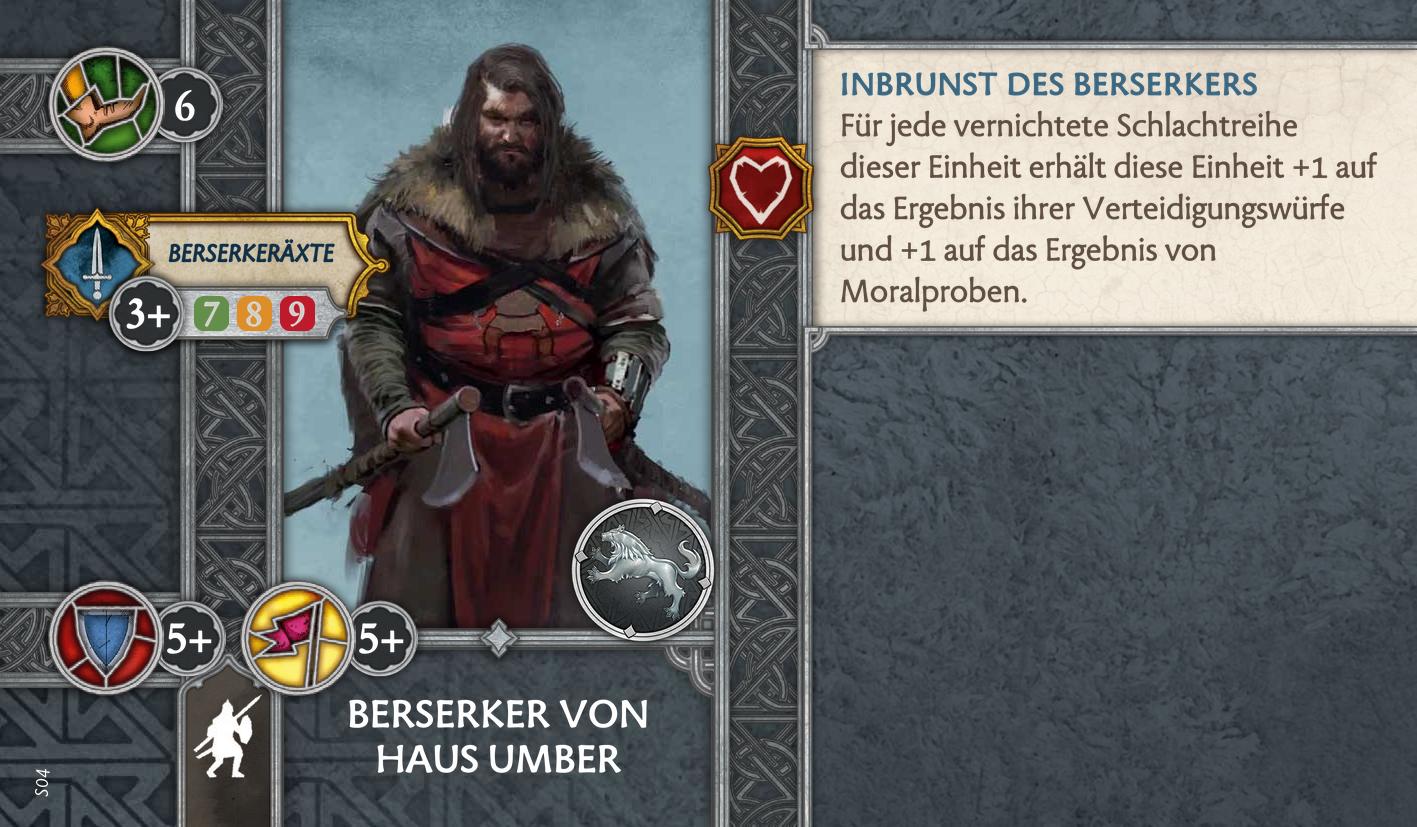 6
BERSERKERÄXTE
3+ 7 8 9
5+ 5+
BERSERKER VON
HAUS UMBER
S04
INBRUNST DES BERSERKERS
Für jede vernichtete Schlachtreihe
dieser Einheit erhält diese Einheit +1 auf
das Ergebnis ihrer Verteidigungswürfe
und +1 auf das Ergebnis von
Moralproben.